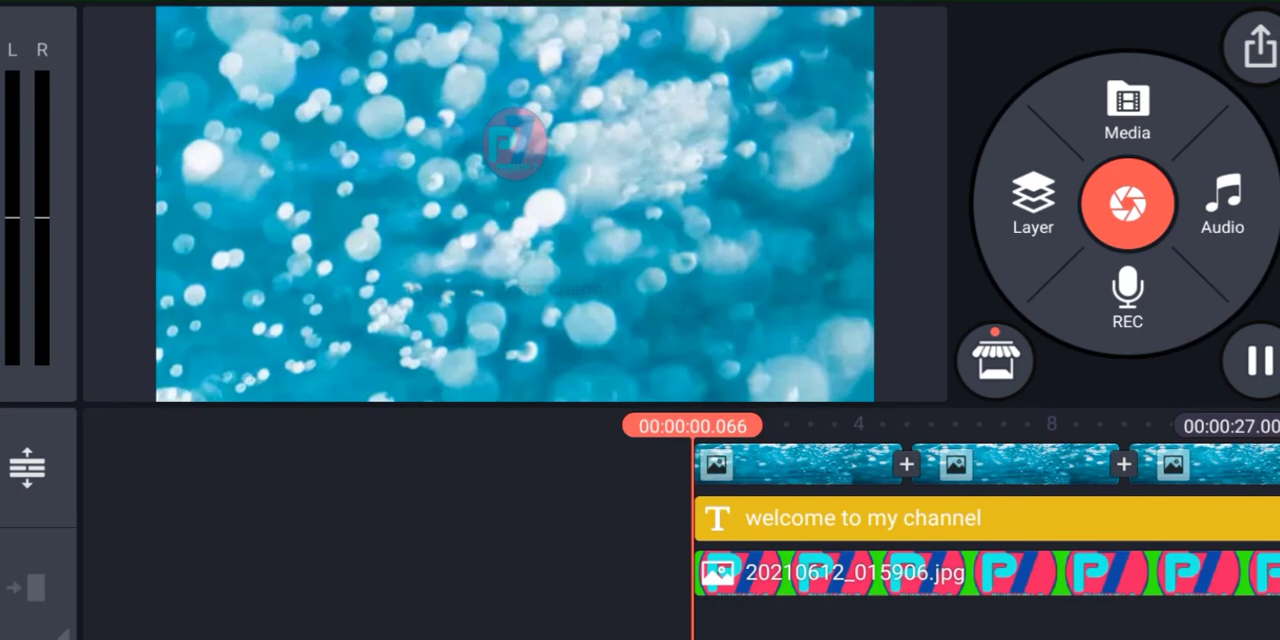 L R
Media
Layer
Audio
REC
00:00:00.066
4
8
00:00:27.00
welcome to my channel
20210612_015906.jpg